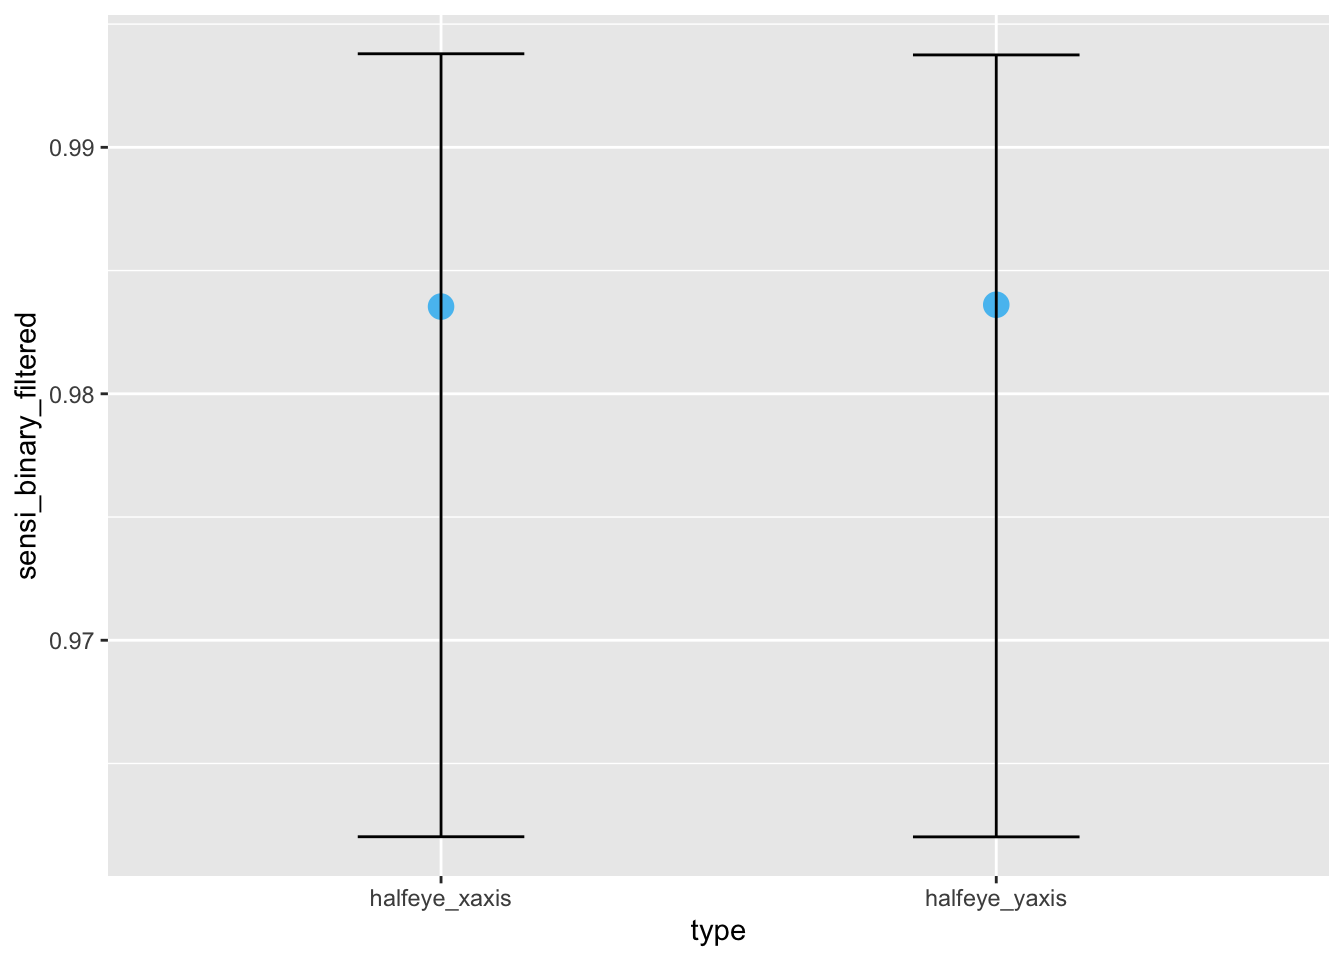 sensi_binary_filtered
0.99
0.98
0.97
halfeye_xaxis
halfeye_yaxis
type